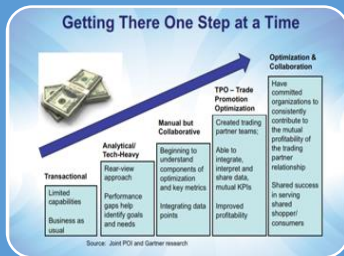 Getting There One Step at a Time
Transactional
Limited
capabilities
Business as
usual
Analytical/
Tech-Heavy
Rear-view
approach
Performance
gaps help
identify goals
and needs
Manual but
Collaborative
Beginning to
understand
components of
optimization
and key metrics
Integrating data
points
TPO – Trade
Promotion
Optimization
Created trading
partner teams;
Able to
integrate,
interpret and
share data,
mutual KPIs
Improved
profitability
Optimization &
Collaboration
Have
committed
organizations to
consistently
contribute to
the mutual
profitability of
the trading
partner
relationship
Shared success
in serving
shared
shopper/
consumers
Source: Joint POI and Gartner research